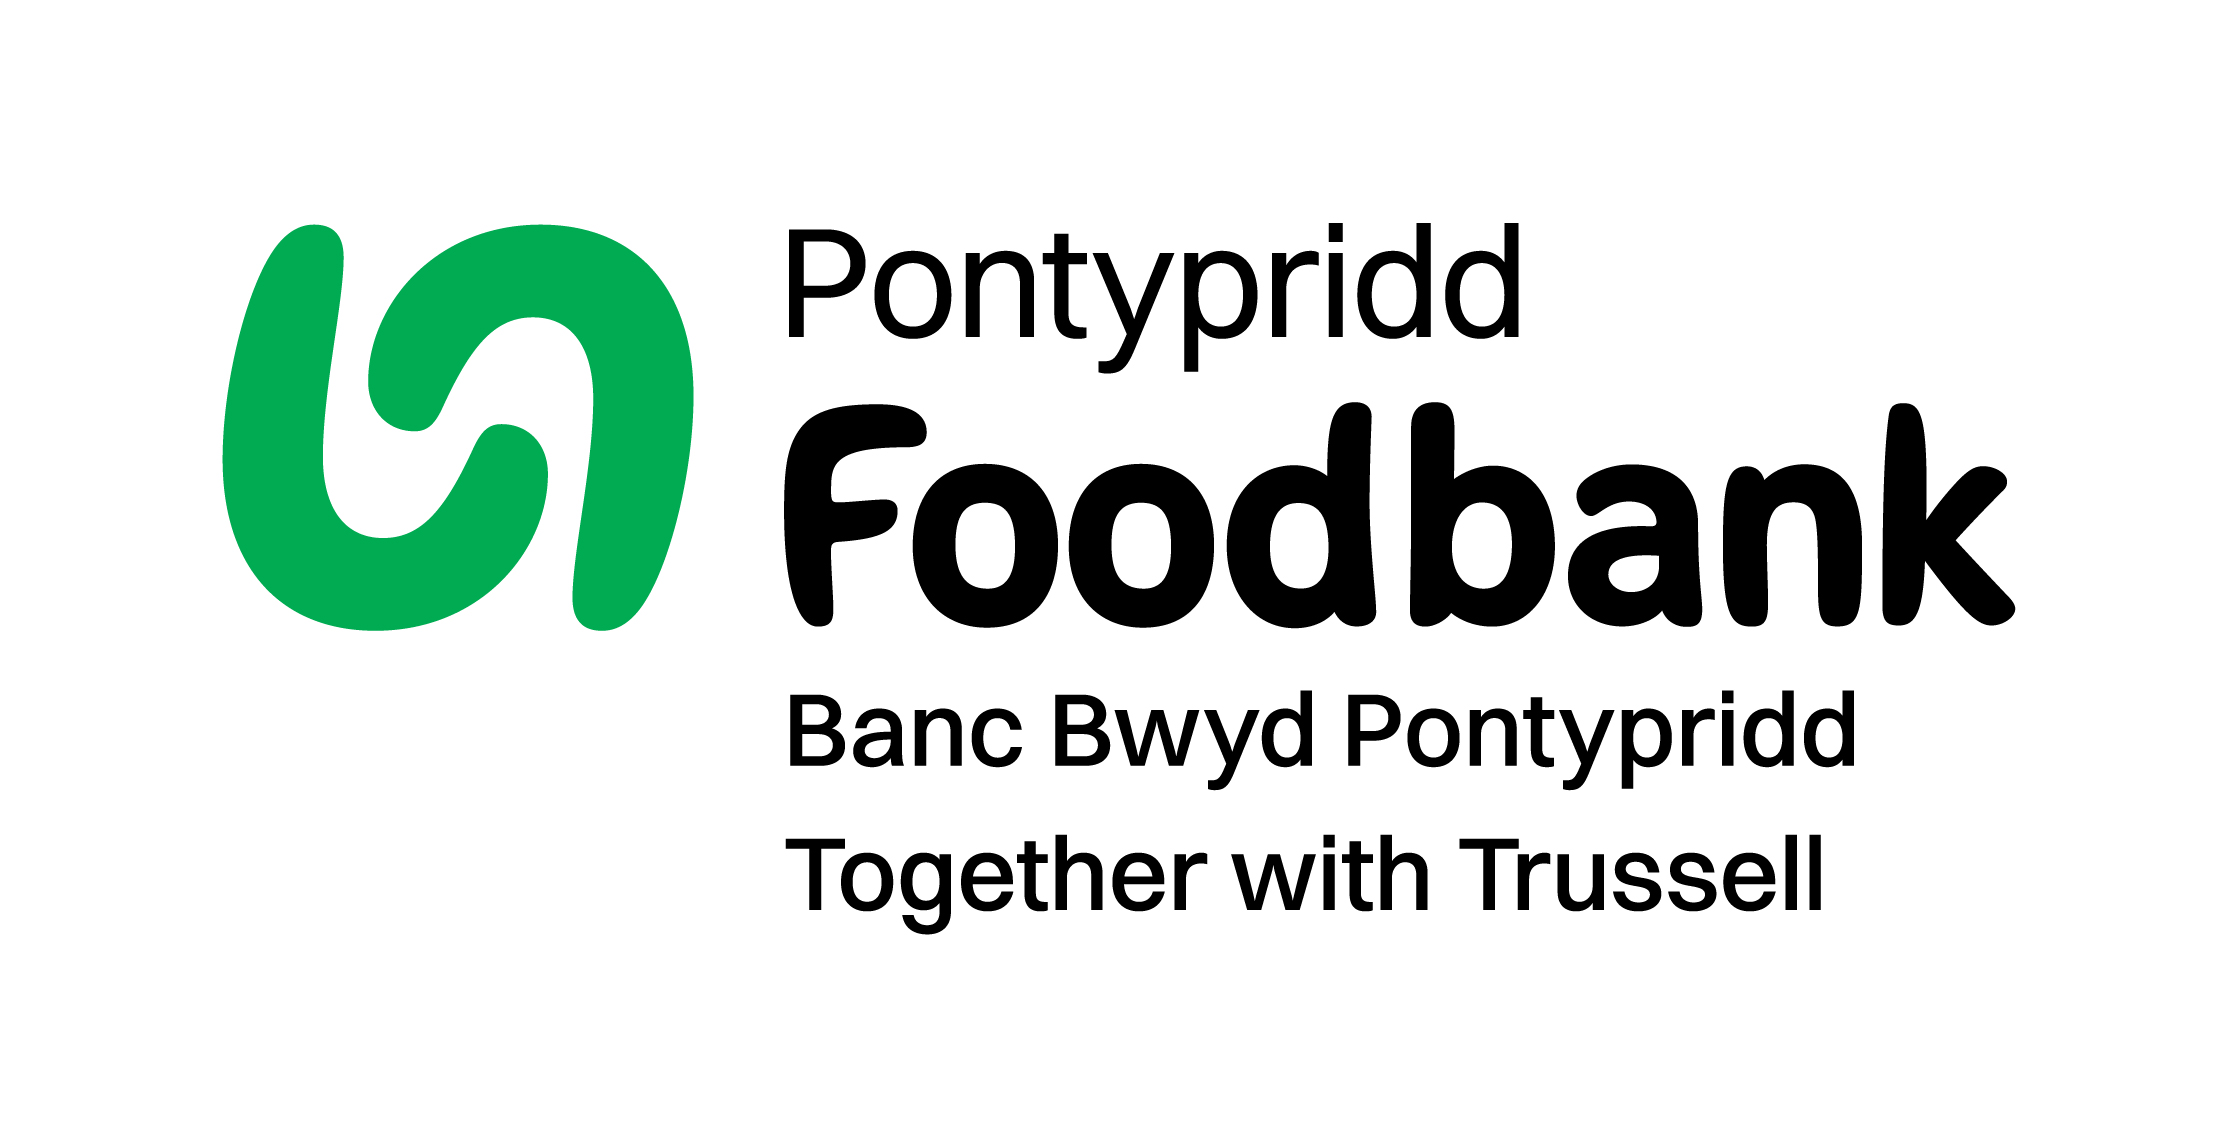 Pontypridd
Foodbank
Banc Bwyd Pontypridd
Together with Trussell